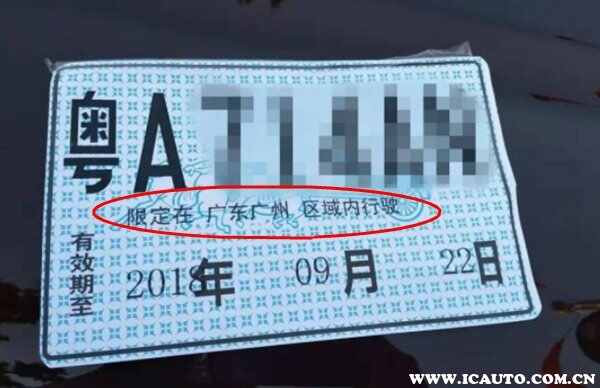 粤A
限定在 广东广州 区域内行驶
有效期至 2018年 09月 22日
www.ICAUTO.com.cn